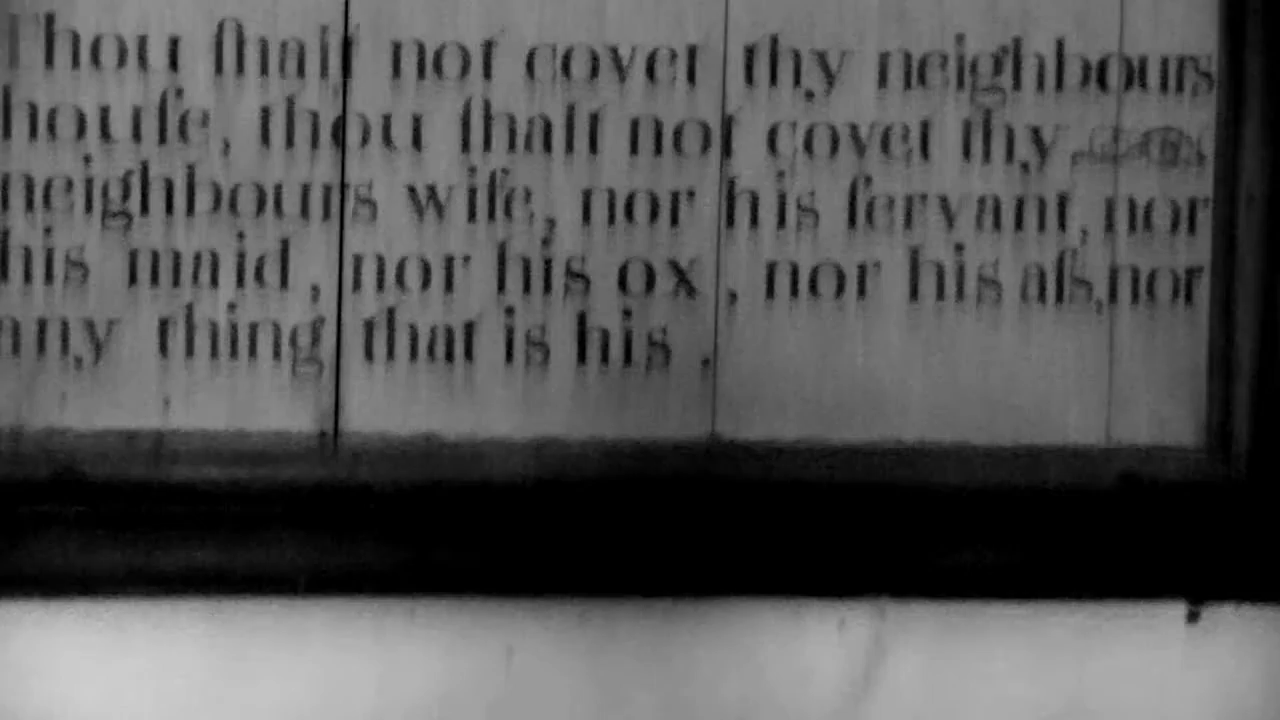 Thou ſhalt not covet thy neighbours
houſe, thou ſhalt not covet thy
neighbours wife, nor his ſervant, nor
his maid, nor his ox, nor his aſs, nor
any thing that is his.